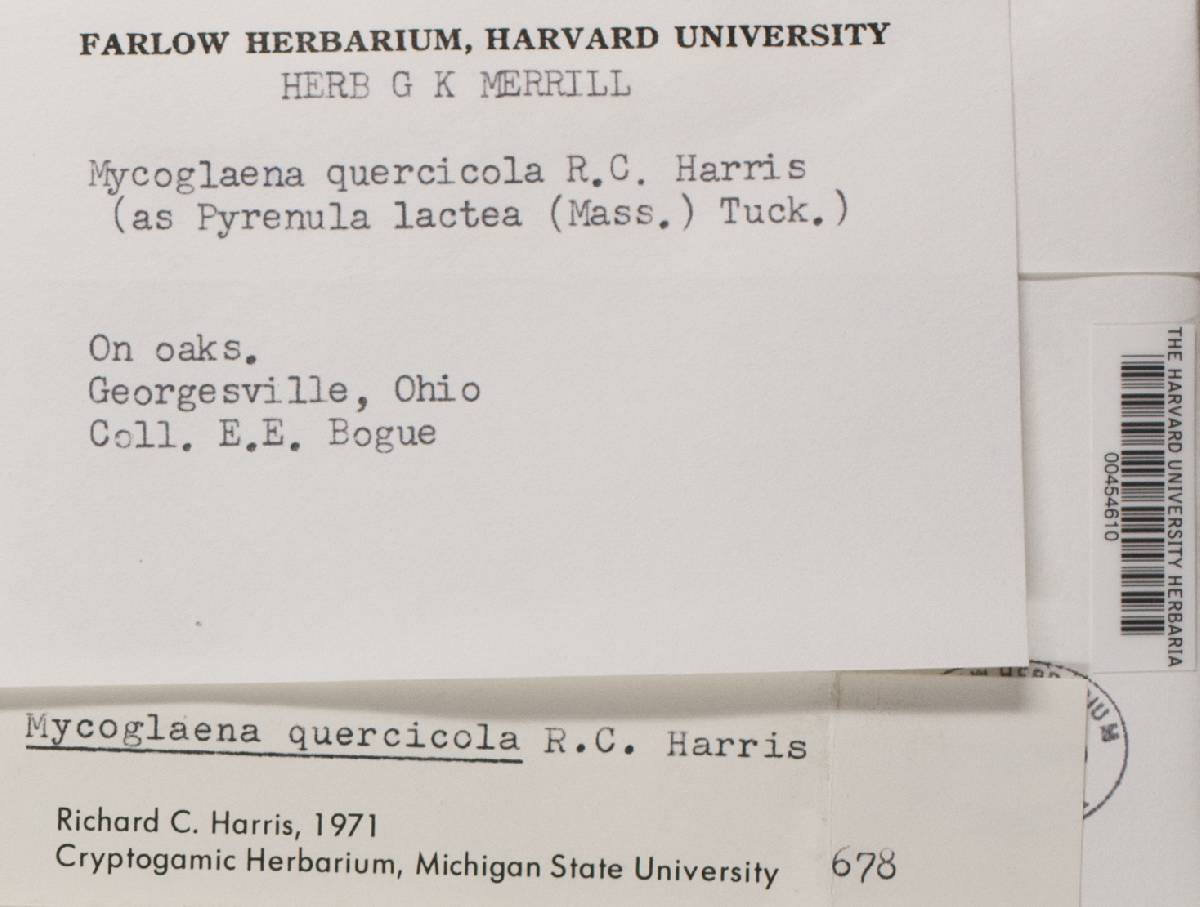 FARLOW HERBARIUM, HARVARD UNIVERSITY
HERB G K MERRILL
Mycoglaena quercicola R.C. Harris
(as Pyrenula lactea (Mass.) Tuck.)
On oaks.
Georgesville, Ohio
Coll. E.E. Bogue
THE HARVARD UNIVERSITY HERBARIA
00454610
Mycoglaena quercicola R.C. Harris
Richard C. Harris, 1971
Cryptogamic Herbarium, Michigan State University
678